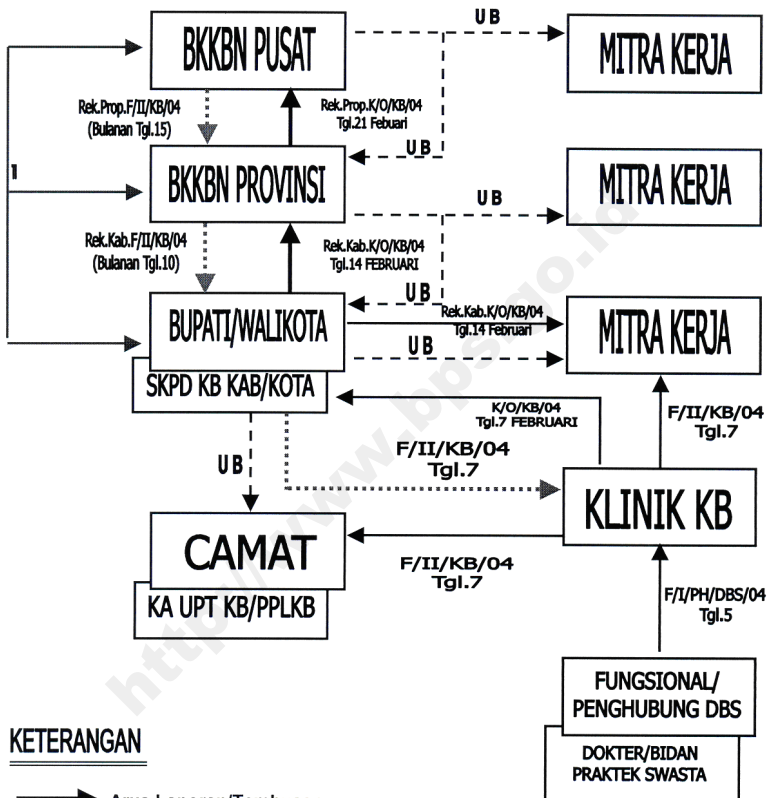 UB
BKKBN PUSAT
MITRA KERJA
Rek.Prop.F/II/KB/04
(Bulanan Tgl.15)
Rek.Prop.K/O/KB/04
Tgl.21 Febuari
UB
1
BKKBN PROVINSI
UB
MITRA KERJA
Rek.Kab.F/II/KB/04
(Bulanan Tgl.10)
Rek.Kab.K/O/KB/04
Tgl.14 FEBRUARI
UB
BUPATI/WALIKOTA
Rek.Kab.K/O/KB/04
Tgl.14 Februari
UB
MITRA KERJA
SKPD KB KAB/KOTA
K/O/KB/04
Tgl.7 FEBRUARI
F/II/KB/04
Tgl.7
F/II/KB/04
Tgl.7
UB
KLINIK KB
CAMAT
F/II/KB/04
Tgl.7
KA UPT KB/PPLKB
F/I/PH/DBS/04
Tgl.5
FUNGSIONAL/
PENGHUBUNG DBS
DOKTER/BIDAN
PRAKTEK SWASTA
KETERANGAN
http://www.bps.go.id